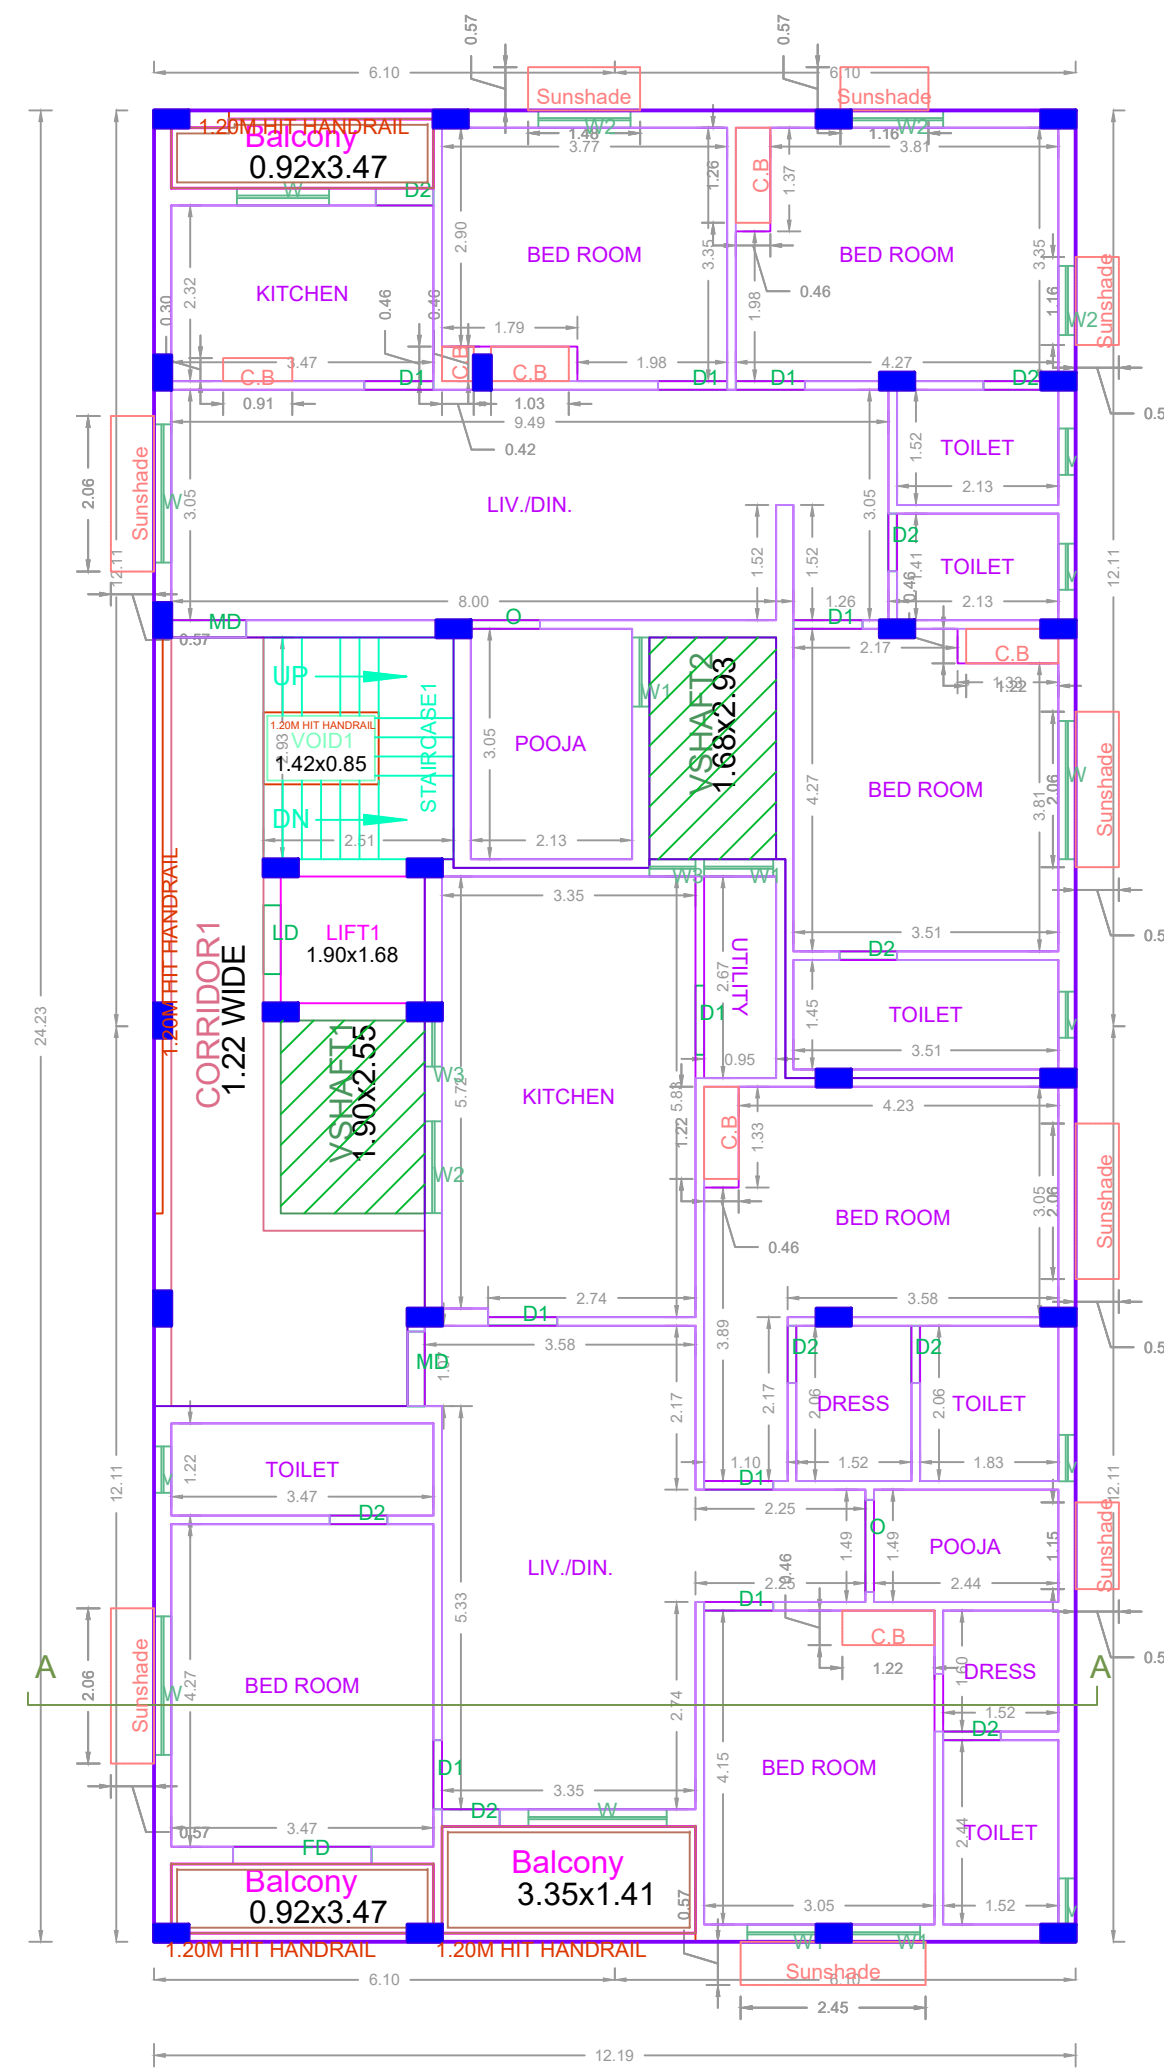 0.57
0.57
6.10
6.10
Sunshade
Sunshade
1.20M HIT HANDRAIL
Balcony
0.92x3.47
W2
1.48
3.77
W2
1.16
3.81
1.26
C.B
1.37
W
D2
2.90
BED ROOM
3.35
BED ROOM
3.35
Sunshade
1.16
W2
KITCHEN
2.32
0.30
0.46
0.46
1.98
0.46
1.79
1.98
4.27
3.47
C.B
D1
C.B
C.B
D1
D1
D2
0.91
1.03
0.42
9.49
0.5
Sunshade
2.06
W
3.05
LIV./DIN.
1.52
TOILET
2.13
12.11
12.11
1.52
1.52
3.05
D2
1.41
0.46
TOILET
2.13
8.00
1.26
0.57
MD
O
D1
2.17
C.B
1.33
1.22
UP
1.20M HIT HANDRAIL
VOID1
1.42x0.85
2.93
DN
STAIRCASE1
2.51
3.05
POOJA
2.13
W1
VSHAFT2
1.68x2.93
4.27
BED ROOM
3.81
2.06
W
Sunshade
W3
W1
3.35
3.51
D2
0.5
LD
LIFT1
1.90x1.68
1.20M HIT HANDRAIL
CORRIDOR1
1.22 WIDE
24.23
UTILITY
2.67
D1
0.95
1.45
TOILET
3.51
VSHAFT1
1.90x2.55
W3
5.72
W2
KITCHEN
5.83
1.22
C.B
1.33
4.23
BED ROOM
3.05
2.06
Sunshade
0.46
2.74
D1
3.58
3.58
MD
3.89
2.17
2.17
D2
D2
DRESS
2.06
2.06
TOILET
0.5
1.10
1.52
1.83
D1
12.11
12.11
TOILET
1.22
3.47
D2
2.25
O
1.49
1.49
POOJA
1.15
Sunshade
2.44
0.46
2.25
D1
LIV./DIN.
5.33
C.B
1.22
0.5
A
A
Sunshade
2.06
W
BED ROOM
4.27
2.74
1.60
DRESS
1.52
D2
4.15
BED ROOM
D1
3.35
D2
W
3.47
FD
0.57
2.44
TOILET
Balcony
0.92x3.47
Balcony
3.35x1.41
3.05
1.52
0.57
1.20M HIT HANDRAIL
1.20M HIT HANDRAIL
W1
W1
Sunshade
6.10
6.10
2.45
12.19